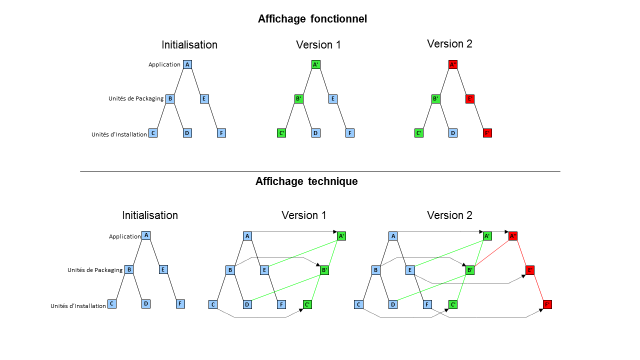 Affichage fonctionnel
Initialisation Version 1 Version 2
Application A A' A''
Unités de Packaging B E B' E B' E'
Unités d'Installation C D F C' D F C' D
Affichage technique
Initialisation Version 1 Version 2
Application A A A' A A' A''
Unités de Packaging B E B E B' B E B' E'
Unités d'Installation C D F C D F C' C D F C' F'